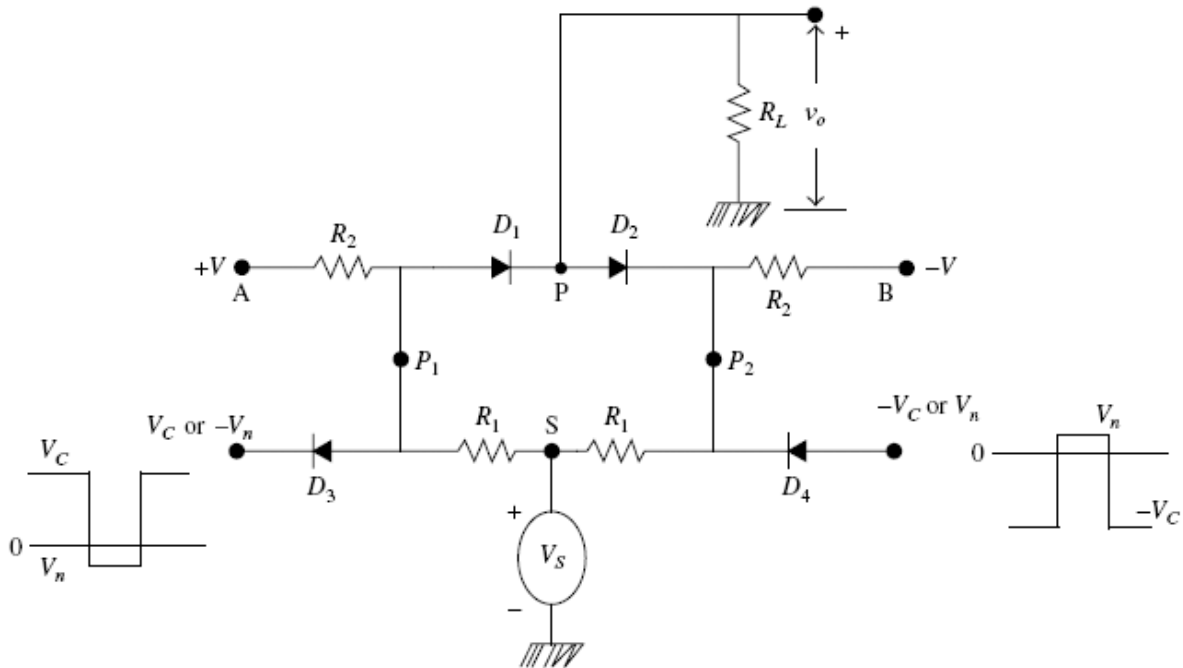 +
R_L
v_o
D_1
D_2
R_2
+V
A
P
R_2
B
−V
P_1
P_2
V_C or −V_n
R_1
S
R_1
−V_C or V_n
V_n
V_C
0
D_3
D_4
−V_C
0
V_n
+
V_S
−